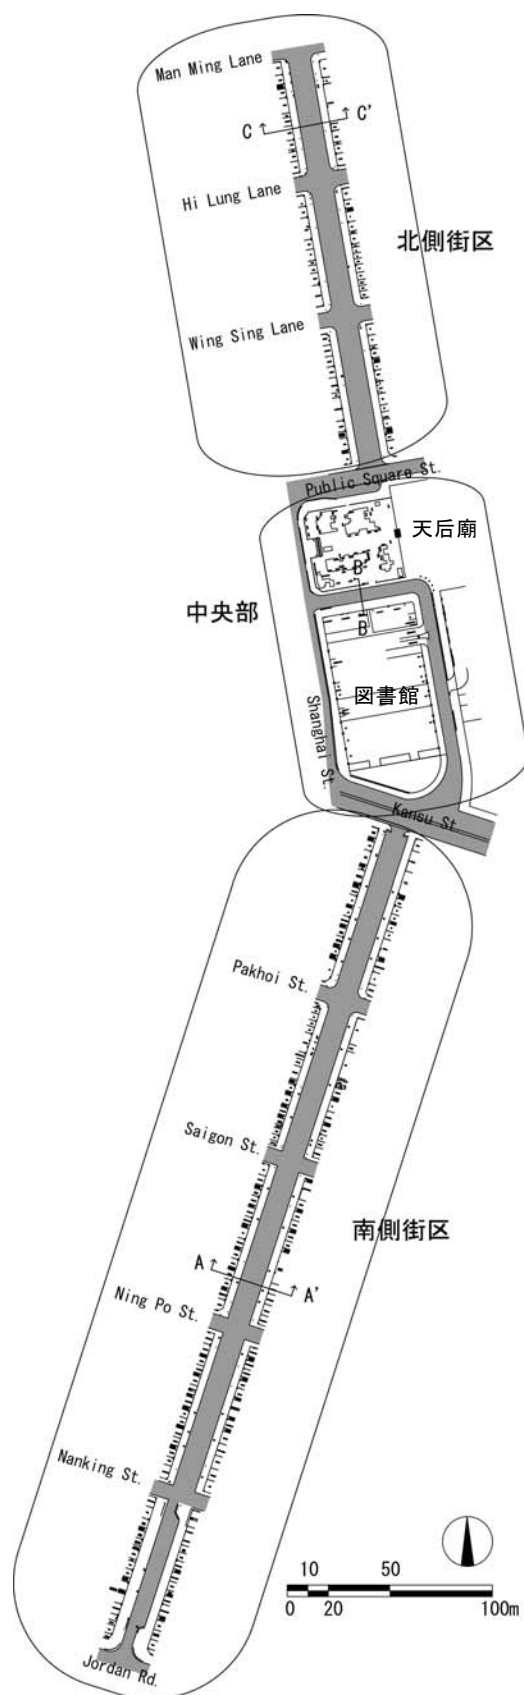 Man Ming Lane
C
C'
Hi Lung Lane
北側街区
Wing Sing Lane
Public Square St.
天后廟
B'
中央部
B
図書館
Shanghai St.
Kansu St
Pakhoi St.
Saigon St.
南側街区
A
A'
Ning Po St.
Nanking St.
10 50
0 20 100m
Jordan Rd.